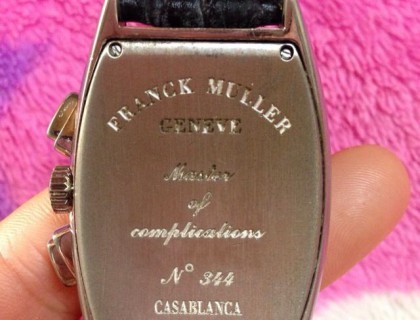 FRANCK MULLER
GENEVE
Master
of
complications
N° 344
CASABLANCA